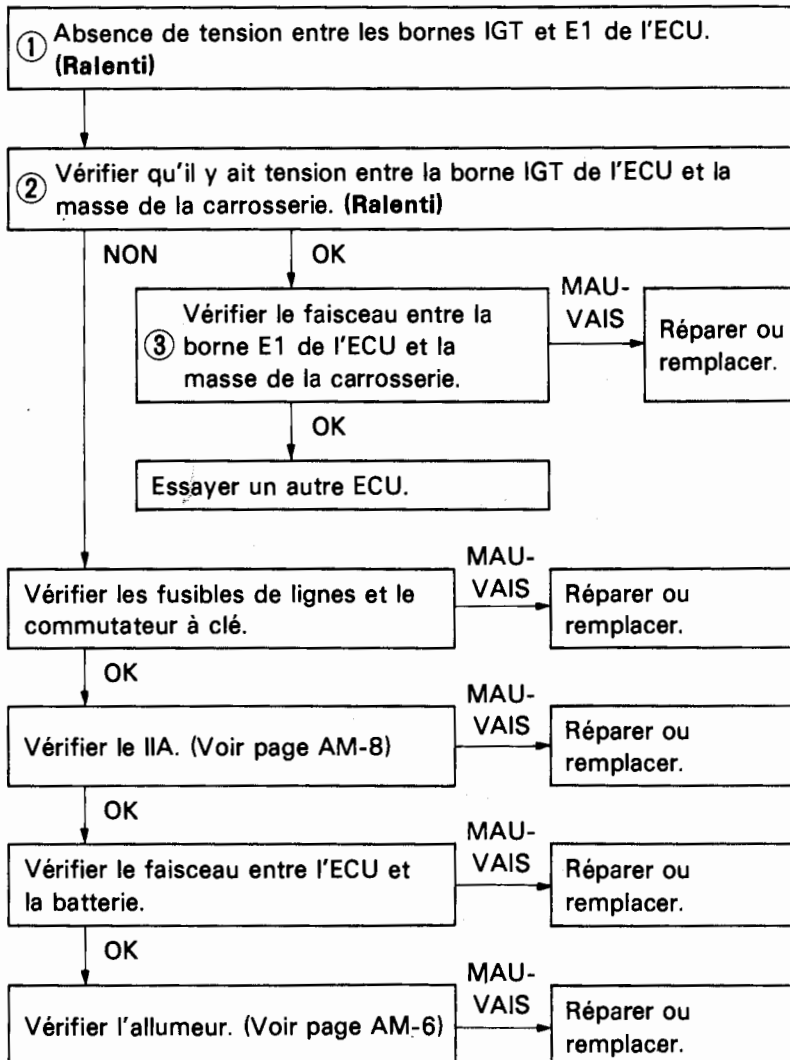 ① Absence de tension entre les bornes IGT et E1 de l'ECU.
(Ralenti)
② Vérifier qu'il y ait tension entre la borne IGT de l'ECU et la
masse de la carrosserie. (Ralenti)
NON
OK
③ Vérifier le faisceau entre la
borne E1 de l'ECU et la
masse de la carrosserie.
MAU-
VAIS
Réparer ou
remplacer.
OK
Essayer un autre ECU.
Vérifier les fusibles de lignes et le
commutateur à clé.
MAU-
VAIS
Réparer ou
remplacer.
OK
Vérifier le IIA. (Voir page AM-8)
MAU-
VAIS
Réparer ou
remplacer.
OK
Vérifier le faisceau entre l'ECU et
la batterie.
MAU-
VAIS
Réparer ou
remplacer.
OK
Vérifier l'allumeur. (Voir page AM-6)
MAU-
VAIS
Réparer ou
remplacer.